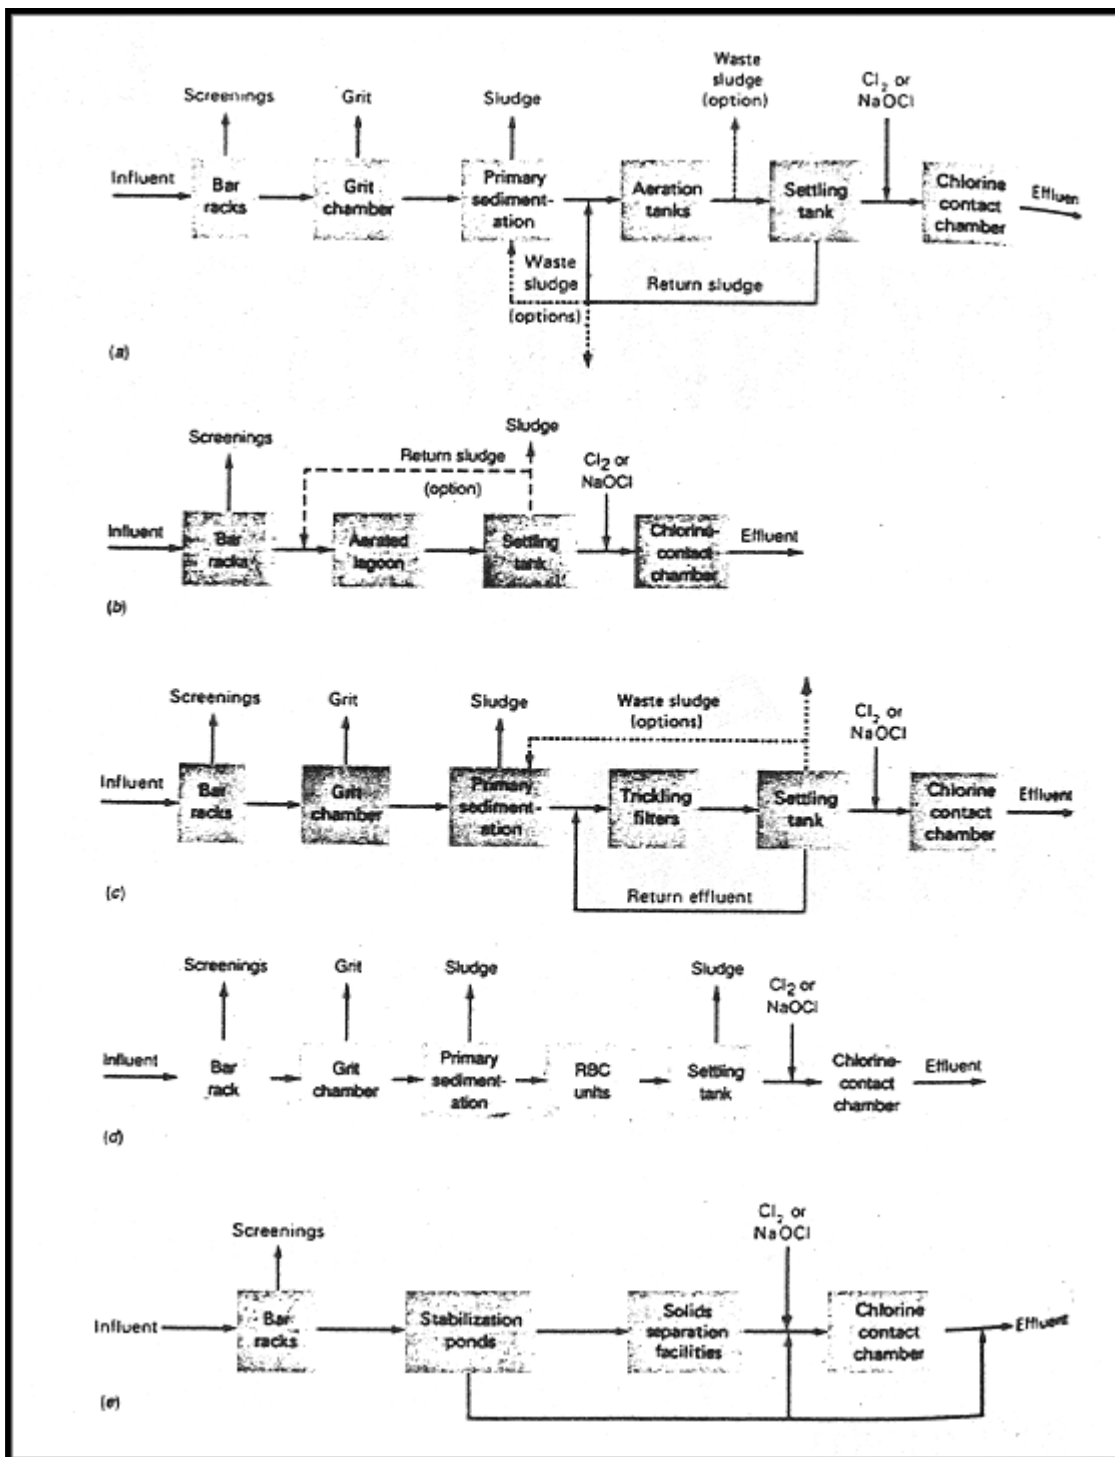 Waste
sludge
(option)
Cl2 or
NaOCl
Screenings
Grit
Sludge
Influent
Bar
racks
Grit
chamber
Primary
sediment-
ation
Aeration
tanks
Settling
tank
Chlorine
contact
chamber
Effluen
Waste
sludge
(options)
Return sludge
(a)
Screenings
Sludge
Return sludge
(option)
Cl2 or
NaOCl
Influent
Bar
racks
Aerated
lagoon
Settling
tank
Chlorine-
contact
chamber
Effluent
(b)
Screenings
Grit
Sludge
Waste sludge
(options)
Cl2 or
NaOCl
Influent
Bar
racks
Grit
chamber
Primary
sediment-
ation
Trickling
filters
Settling
tank
Chlorine
contact
chamber
Effluent
Return effluent
(c)
Screenings
Grit
Sludge
Sludge
Cl2 or
NaOCl
Influent
Bar
rack
Grit
chamber
Primary
sediment-
ation
RBC
units
Settling
tank
Chlorine-
contact
chamber
Effluent
(d)
Screenings
Cl2 or
NaOCl
Influent
Bar
racks
Stabilization
ponds
Solids
separation
facilities
Chlorine
contact
chamber
Effluent
(e)